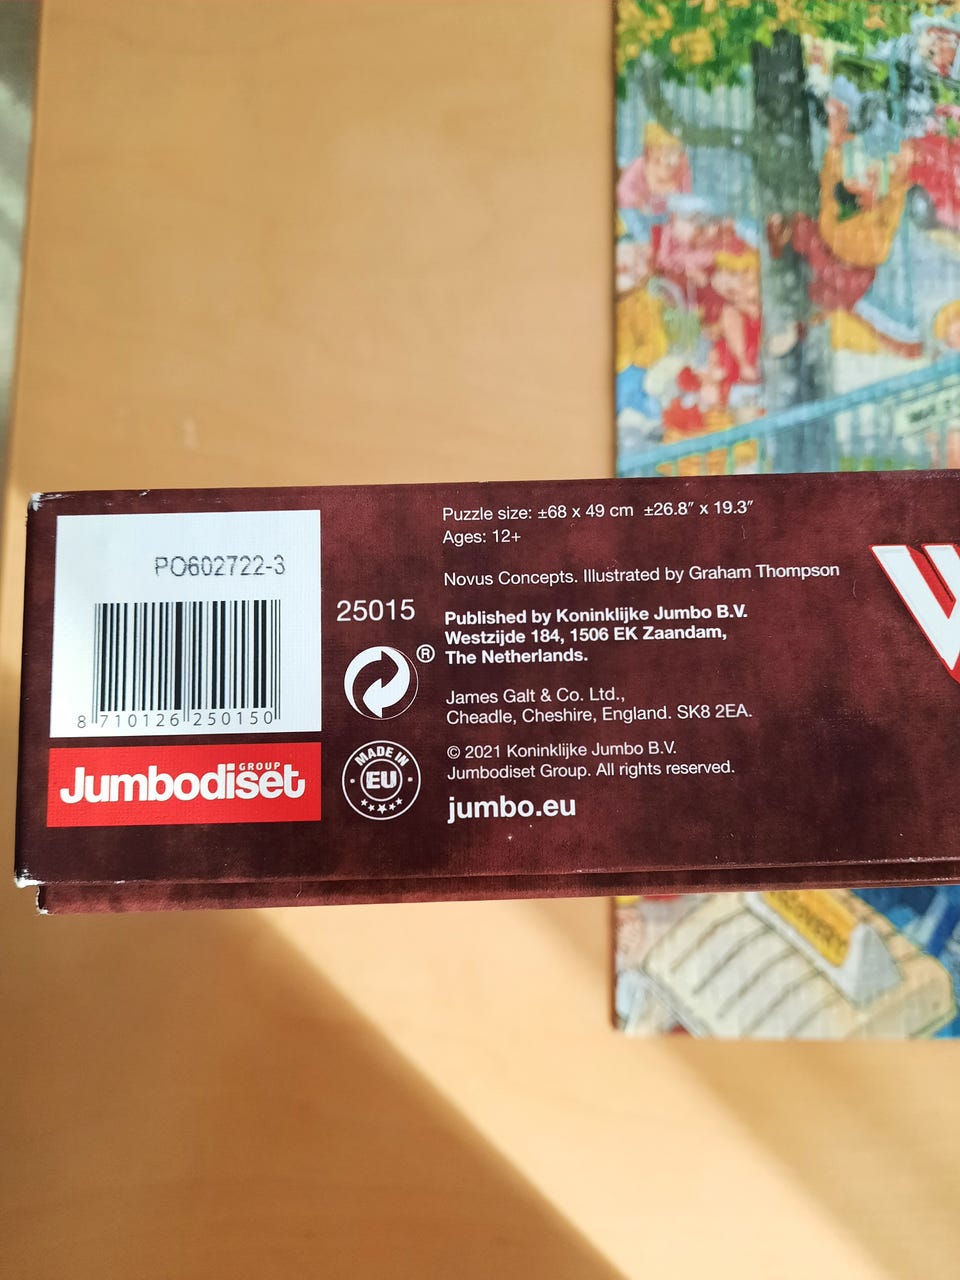 PO602722-3
8 710126 250150
Jumbodiset
GROUP
25015
®
MADE IN
EU
Puzzle size: ±68 x 49 cm ±26.8″ x 19.3″
Ages: 12+
Novus Concepts. Illustrated by Graham Thompson
Published by Koninklijke Jumbo B.V.
Westzijde 184, 1506 EK Zaandam,
The Netherlands.
James Galt & Co. Ltd.,
Cheadle, Cheshire, England. SK8 2EA.
© 2021 Koninklijke Jumbo B.V.
Jumbodiset Group. All rights reserved.
jumbo.eu
W